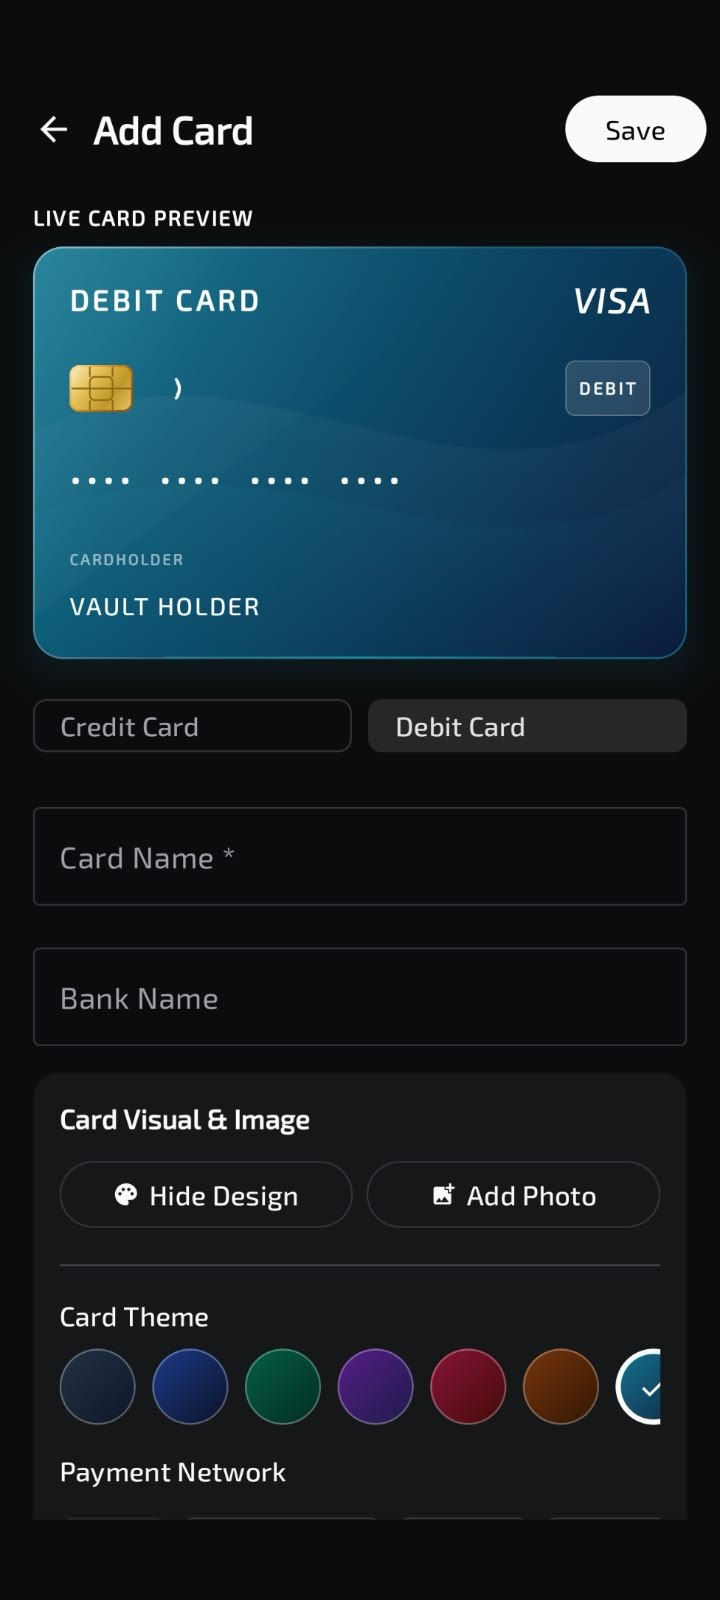 Add Card
Save
LIVE CARD PREVIEW
DEBIT CARD
VISA
DEBIT
•••• •••• •••• ••••
CARDHOLDER
VAULT HOLDER
Credit Card
Debit Card
Card Name *
Bank Name
Card Visual & Image
Hide Design
Add Photo
Card Theme
Payment Network